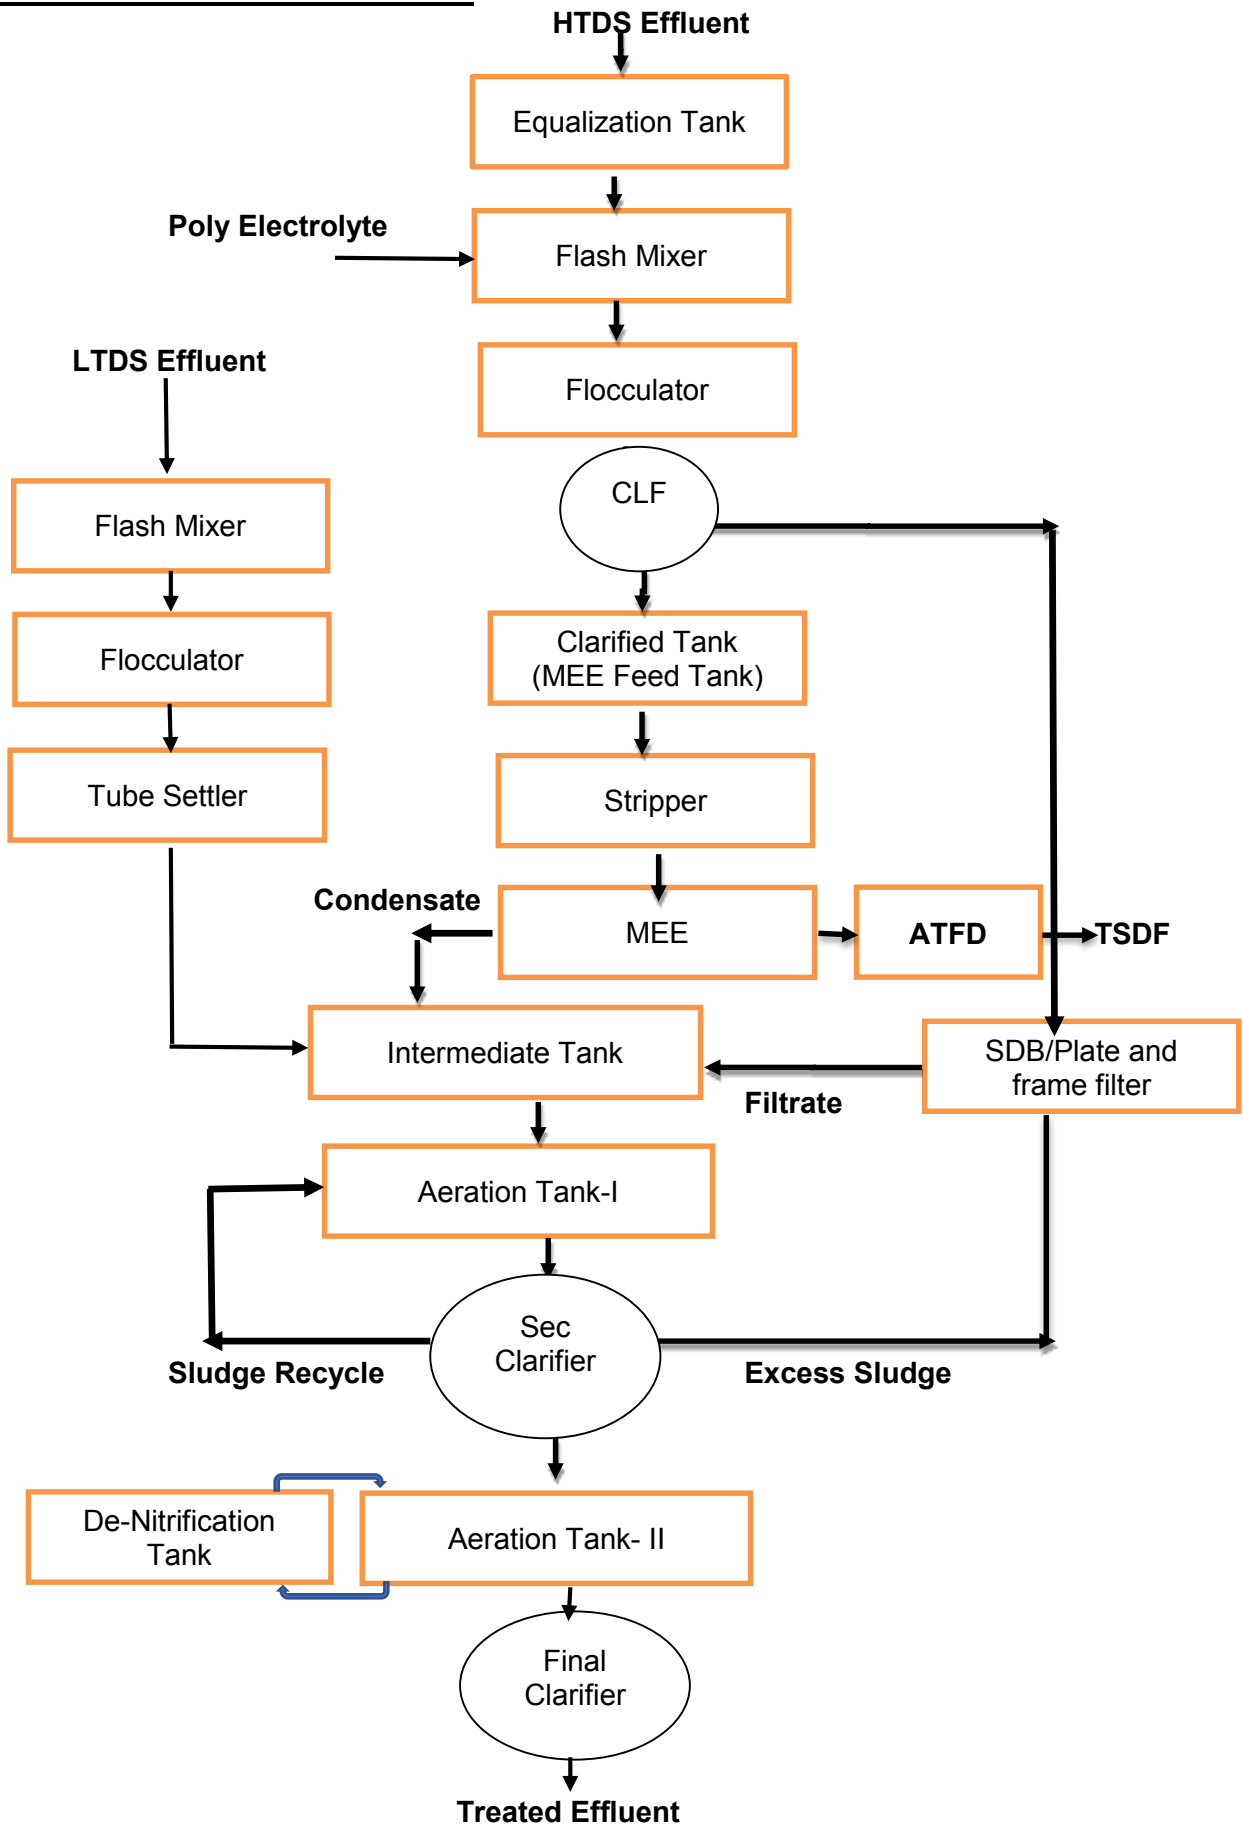 HTDS Effluent
Equalization Tank
Poly Electrolyte
Flash Mixer
LTDS Effluent
Flocculator
CLF
Flash Mixer
Clarified Tank
(MEE Feed Tank)
Flocculator
Tube Settler
Stripper
Condensate
MEE
ATFD
TSDF
Intermediate Tank
SDB/Plate and
frame filter
Filtrate
Aeration Tank-I
Sec
Clarifier
Sludge Recycle
Excess Sludge
De-Nitrification
Tank
Aeration Tank- II
Final
Clarifier
Treated Effluent